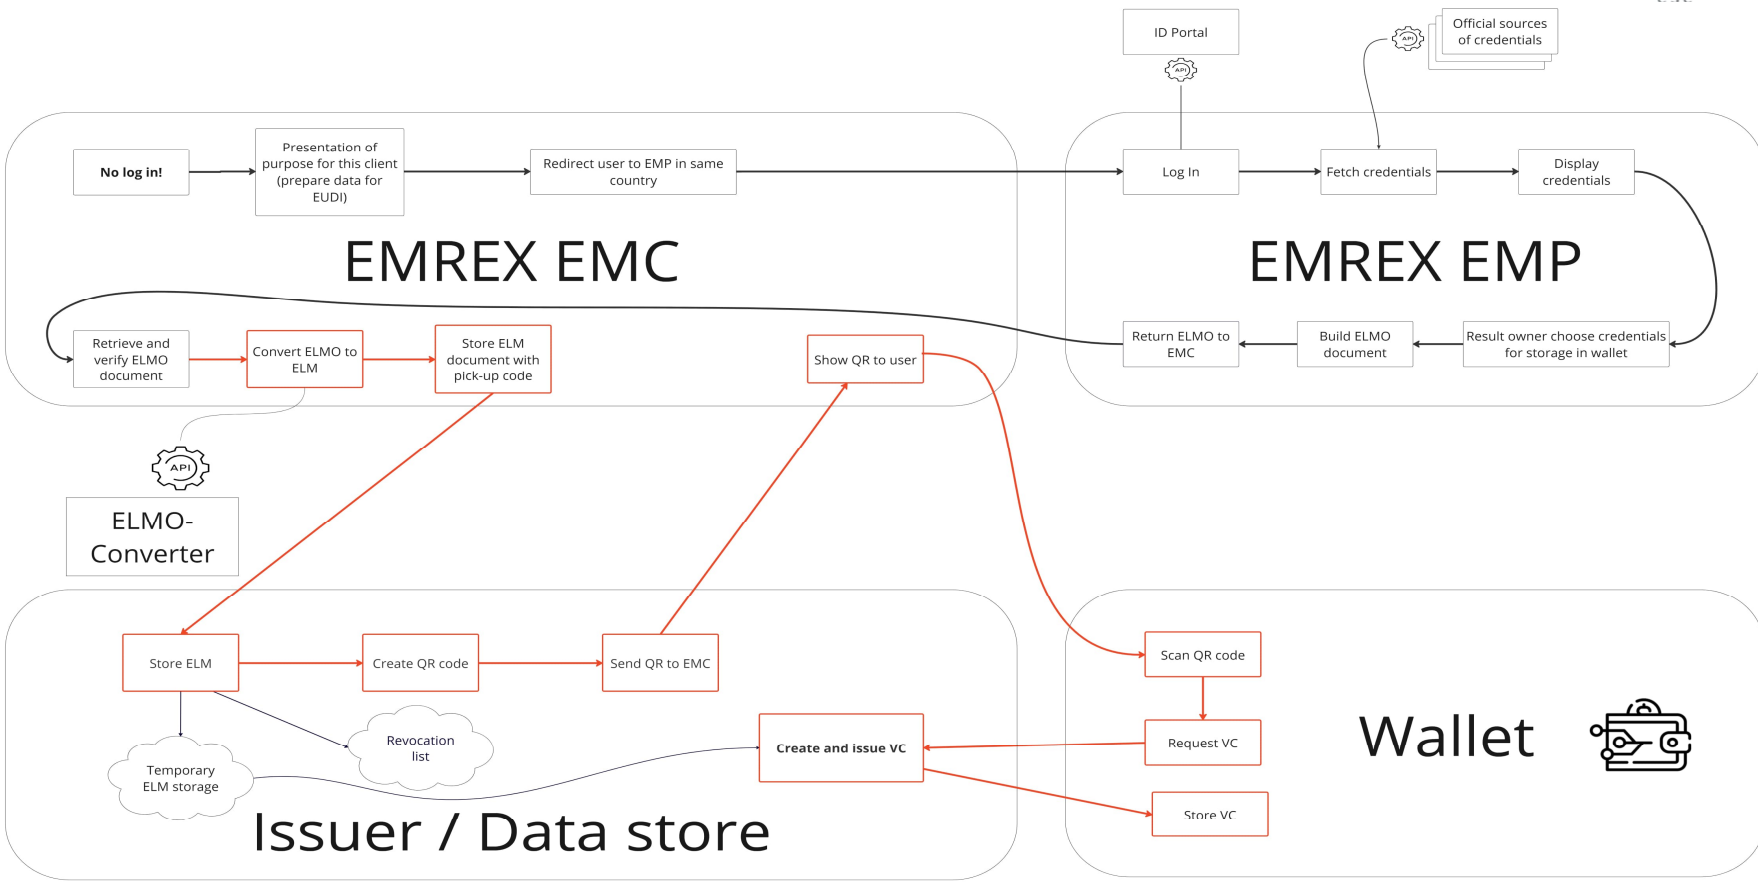 ID Portal
API
API
Official sources
of credentials
No log in!
Presentation of
purpose for this client
(prepare data for
EUDI)
Redirect user to EMP in same
country
Log In
Fetch credentials
Display
credentials
EMREX EMC
EMREX EMP
Retrieve and
verify ELMO
document
Convert ELMO to
ELM
Store ELM
document with
pick-up code
Show QR to user
Return ELMO to
EMC
Build ELMO
document
Result owner choose credentials
for storage in wallet
API
ELMO-
Converter
Store ELM
Create QR code
Send QR to EMC
Scan QR code
Revocation
list
Temporary
ELM storage
Create and issue VC
Request VC
Wallet
Store VC
Issuer / Data store